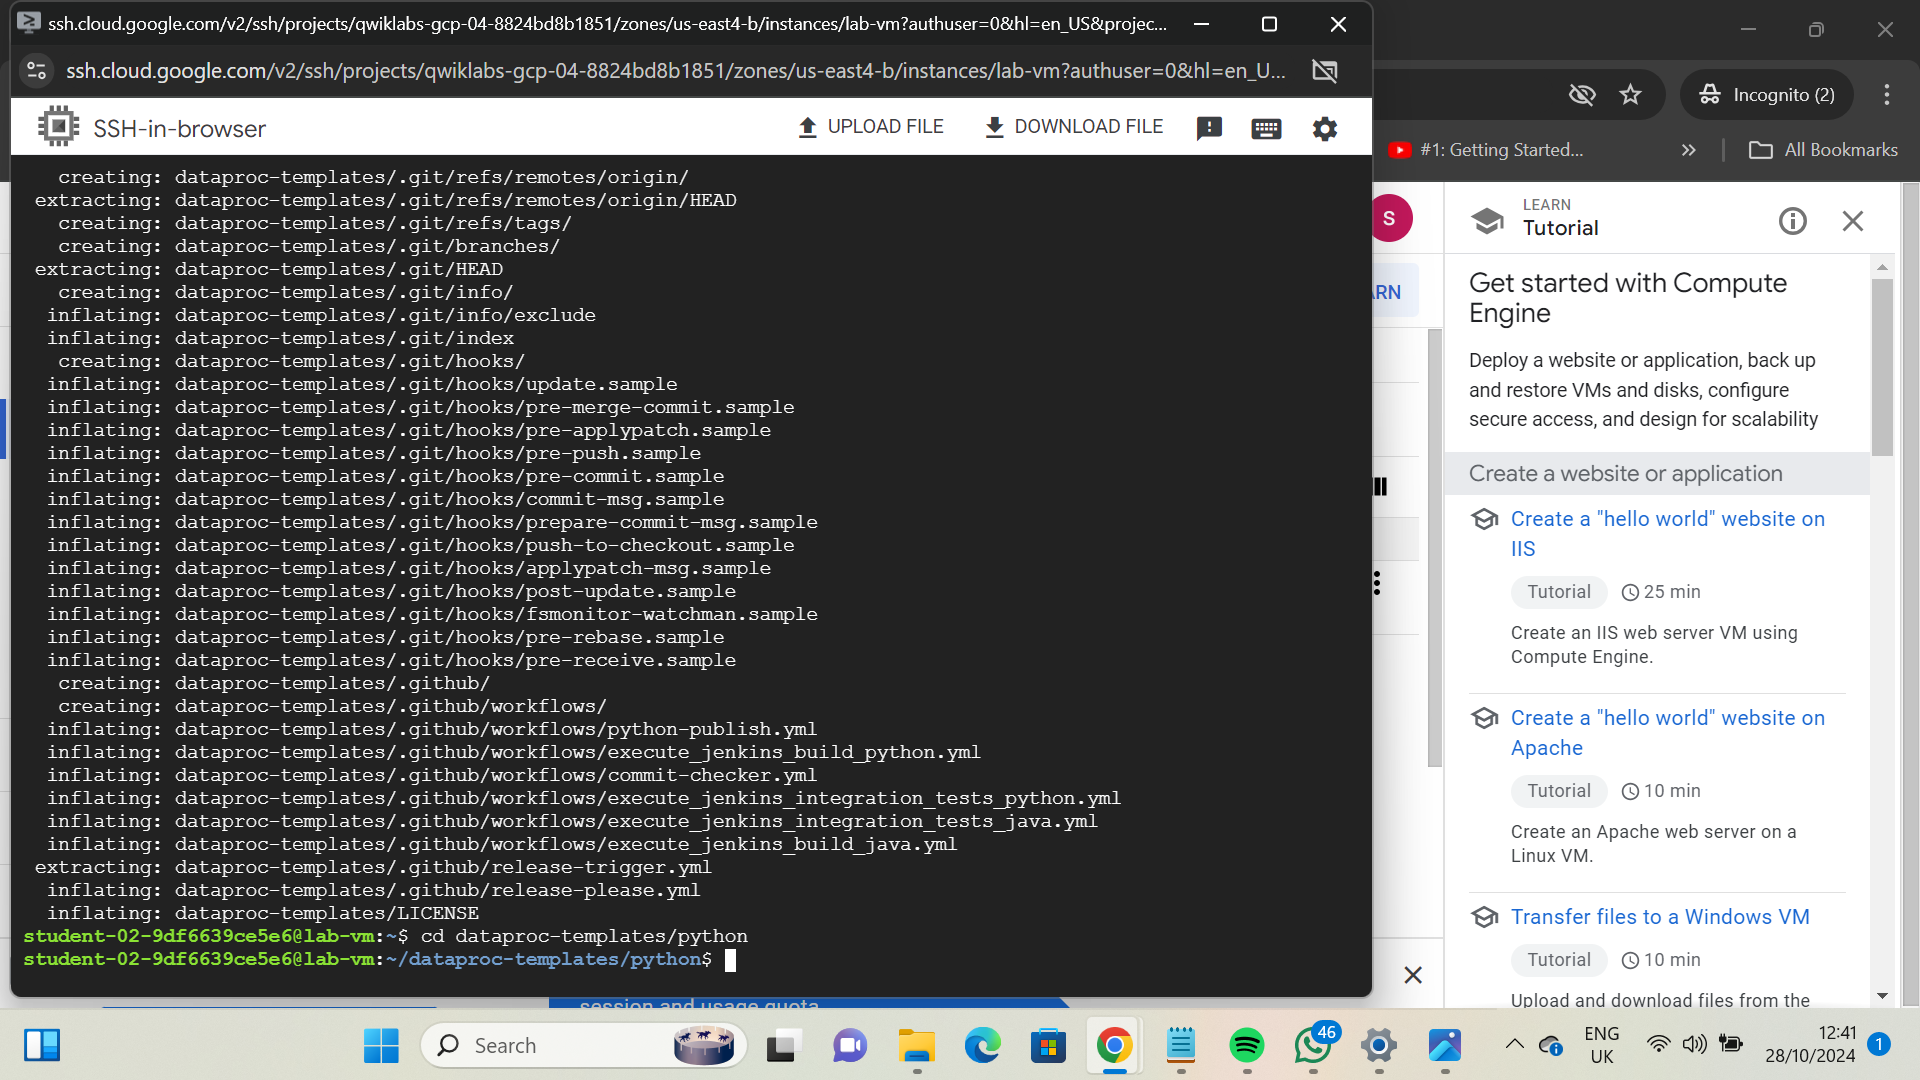 ssh.cloud.google.com/v2/ssh/projects/qwiklabs-gcp-04-8824bd8b1851/zones/us-east4-b/instances/lab-vm?authuser=0&hl=en_US&projec...
ssh.cloud.google.com/v2/ssh/projects/qwiklabs-gcp-04-8824bd8b1851/zones/us-east4-b/instances/lab-vm?authuser=0&hl=en_U...
SSH-in-browser
UPLOAD FILE
DOWNLOAD FILE
creating: dataproc-templates/.git/refs/remotes/origin/
extracting: dataproc-templates/.git/refs/remotes/origin/HEAD
creating: dataproc-templates/.git/refs/tags/
creating: dataproc-templates/.git/branches/
extracting: dataproc-templates/.git/HEAD
creating: dataproc-templates/.git/info/
inflating: dataproc-templates/.git/info/exclude
inflating: dataproc-templates/.git/index
creating: dataproc-templates/.git/hooks/
inflating: dataproc-templates/.git/hooks/update.sample
inflating: dataproc-templates/.git/hooks/pre-merge-commit.sample
inflating: dataproc-templates/.git/hooks/pre-applypatch.sample
inflating: dataproc-templates/.git/hooks/pre-push.sample
inflating: dataproc-templates/.git/hooks/pre-commit.sample
inflating: dataproc-templates/.git/hooks/commit-msg.sample
inflating: dataproc-templates/.git/hooks/prepare-commit-msg.sample
inflating: dataproc-templates/.git/hooks/push-to-checkout.sample
inflating: dataproc-templates/.git/hooks/applypatch-msg.sample
inflating: dataproc-templates/.git/hooks/post-update.sample
inflating: dataproc-templates/.git/hooks/fsmonitor-watchman.sample
inflating: dataproc-templates/.git/hooks/pre-rebase.sample
inflating: dataproc-templates/.git/hooks/pre-receive.sample
creating: dataproc-templates/.github/
creating: dataproc-templates/.github/workflows/
inflating: dataproc-templates/.github/workflows/python-publish.yml
inflating: dataproc-templates/.github/workflows/execute_jenkins_build_python.yml
inflating: dataproc-templates/.github/workflows/commit-checker.yml
inflating: dataproc-templates/.github/workflows/execute_jenkins_integration_tests_python.yml
inflating: dataproc-templates/.github/workflows/execute_jenkins_integration_tests_java.yml
inflating: dataproc-templates/.github/workflows/execute_jenkins_build_java.yml
extracting: dataproc-templates/.github/release-trigger.yml
inflating: dataproc-templates/.github/release-please.yml
inflating: dataproc-templates/LICENSE
student-02-9df6639ce5e6@lab-vm:~$ cd dataproc-templates/python
student-02-9df6639ce5e6@lab-vm:~/dataproc-templates/python$
session and usage quota
Incognito (2)
#1: Getting Started...
All Bookmarks
S
ARN
LEARN
Tutorial
Get started with Compute
Engine
Deploy a website or application, back up
and restore VMs and disks, configure
secure access, and design for scalability
Create a website or application
Create a "hello world" website on
IIS
Tutorial
25 min
Create an IIS web server VM using
Compute Engine.
Create a "hello world" website on
Apache
Tutorial
10 min
Create an Apache web server on a
Linux VM.
Transfer files to a Windows VM
Tutorial
10 min
Upload and download files from the
Search
46
ENG
UK
12:41
28/10/2024
1